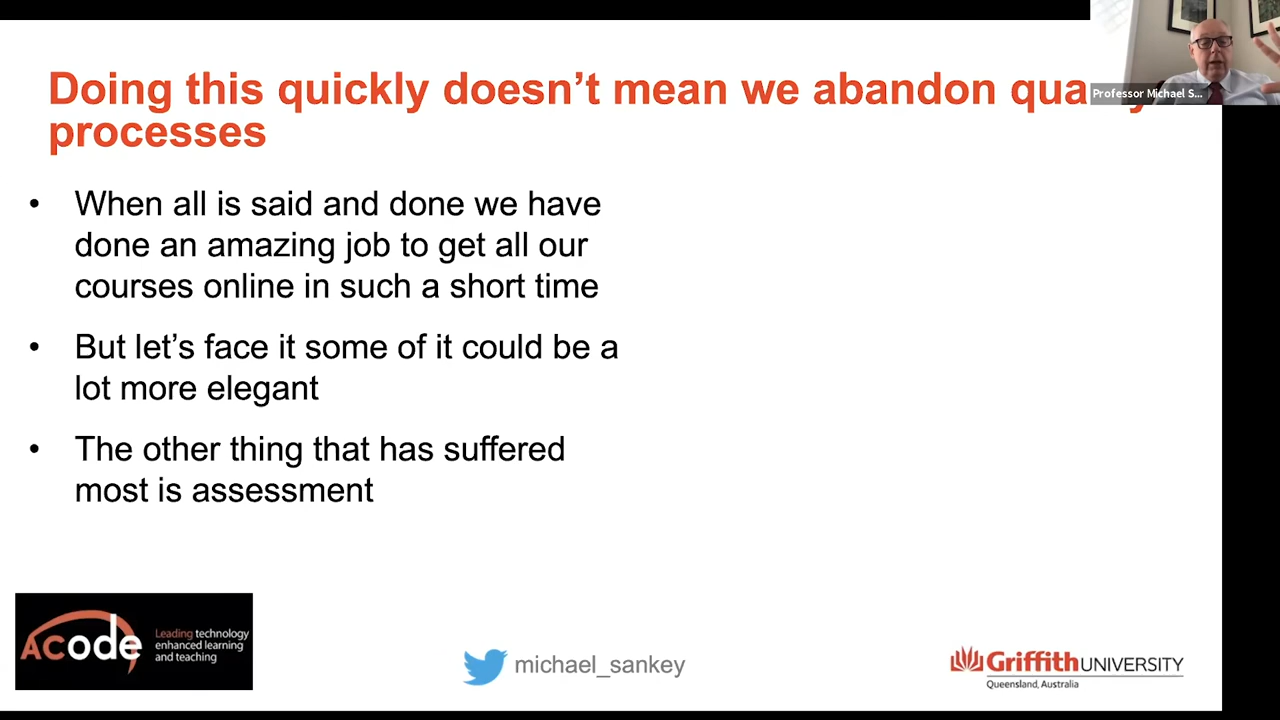 Doing this quickly doesn't mean we abandon
processes
Professor Michael S...
• When all is said and done we have
done an amazing job to get all our
courses online in such a short time
• But let's face it some of it could be a
lot more elegant
• The other thing that has suffered
most is assessment
ACODE
Leading technology
enhanced learning
and teaching
michael_sankey
Griffith UNIVERSITY
Queensland, Australia